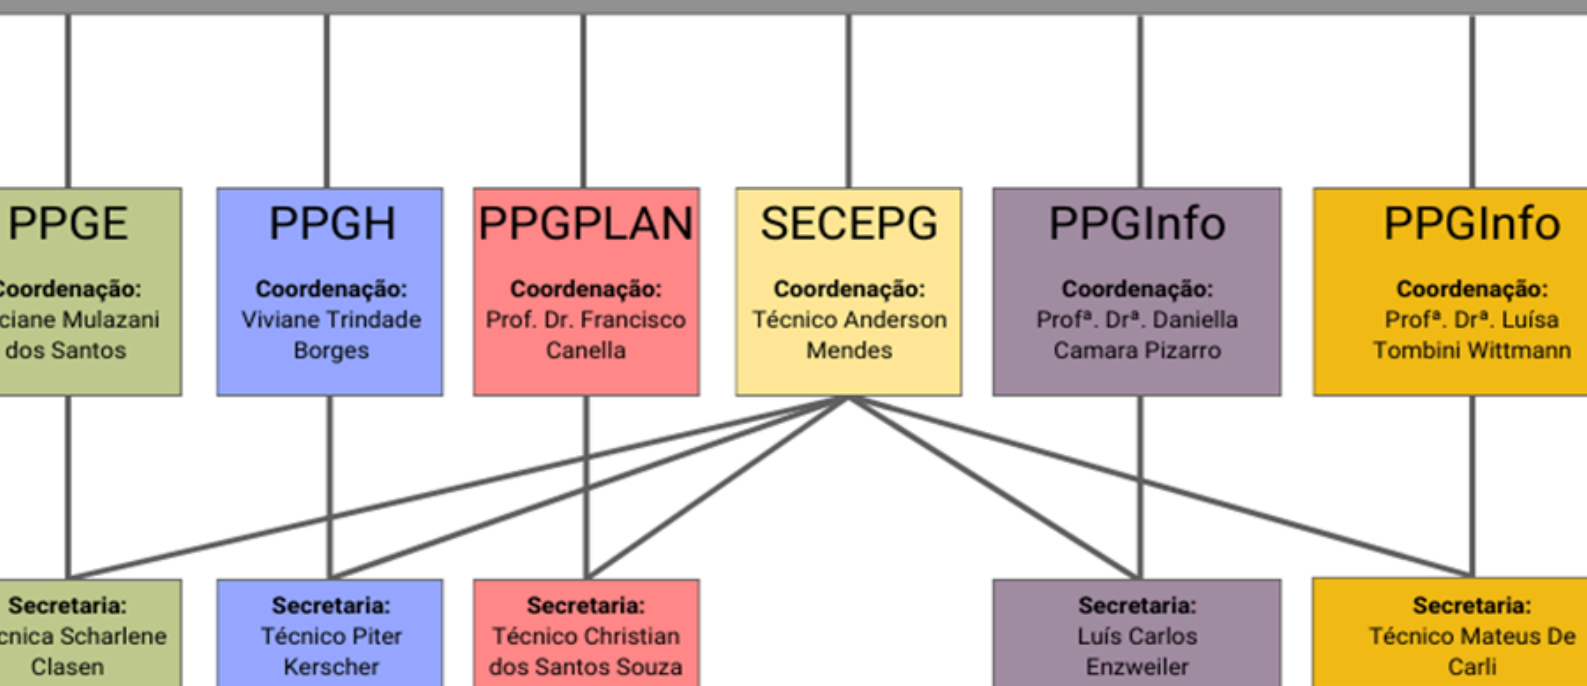 PPGE
Coordenação:
ciane Mulazani
dos Santos
PPGH
Coordenação:
Viviane Trindade
Borges
PPGPLAN
Coordenação:
Prof. Dr. Francisco
Canella
SECEPG
Coordenação:
Técnico Anderson
Mendes
PPGInfo
Coordenação:
Profª. Drª. Daniella
Camara Pizarro
PPGInfo
Coordenação:
Profª. Drª. Luísa
Tombini Wittmann
Secretaria:
cnica Scharlene
Clasen
Secretaria:
Técnico Piter
Kerscher
Secretaria:
Técnico Christian
dos Santos Souza
Secretaria:
Luís Carlos
Enzweiler
Secretaria:
Técnico Mateus De
Carli